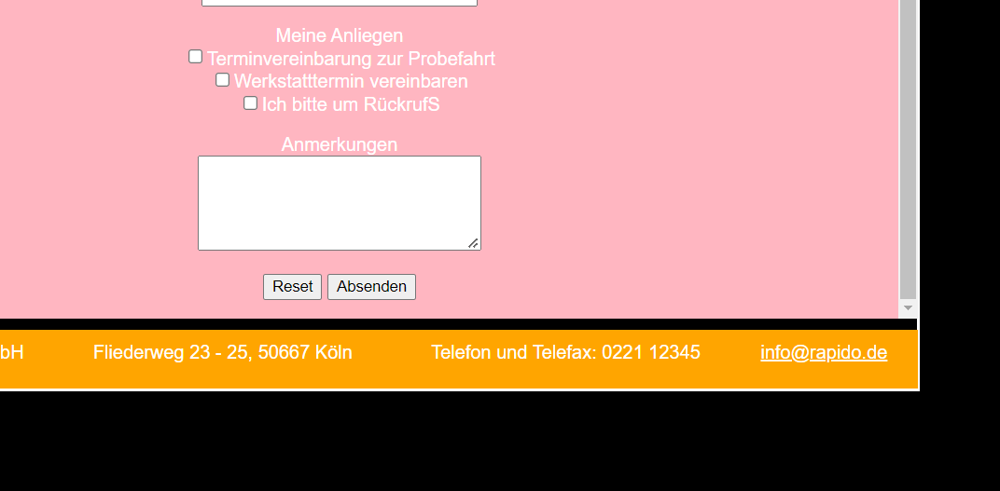 Meine Anliegen
Terminvereinbarung zur Probefahrt
Werkstatttermin vereinbaren
Ich bitte um RückrufS
Anmerkungen
Reset Absenden
bH Fliederweg 23 - 25, 50667 Köln Telefon und Telefax: 0221 12345 info@rapido.de